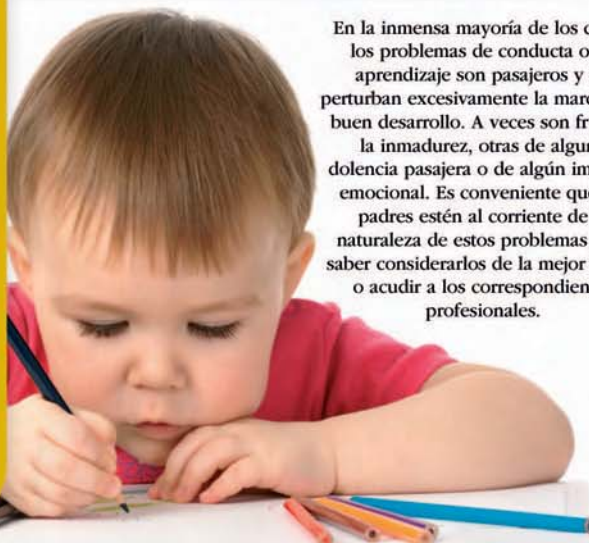 En la inmensa mayoría de los
los problemas de conducta o
aprendizaje son pasajeros y
perturban excesivamente la
buen desarrollo. A veces son
la inmadurez, otras de
dolencia pasajera o de algún
emocional. Es conveniente
padres estén al corriente de
naturaleza de estos problemas
saber considerarlos de la mejor
o acudir a los
profesionales.